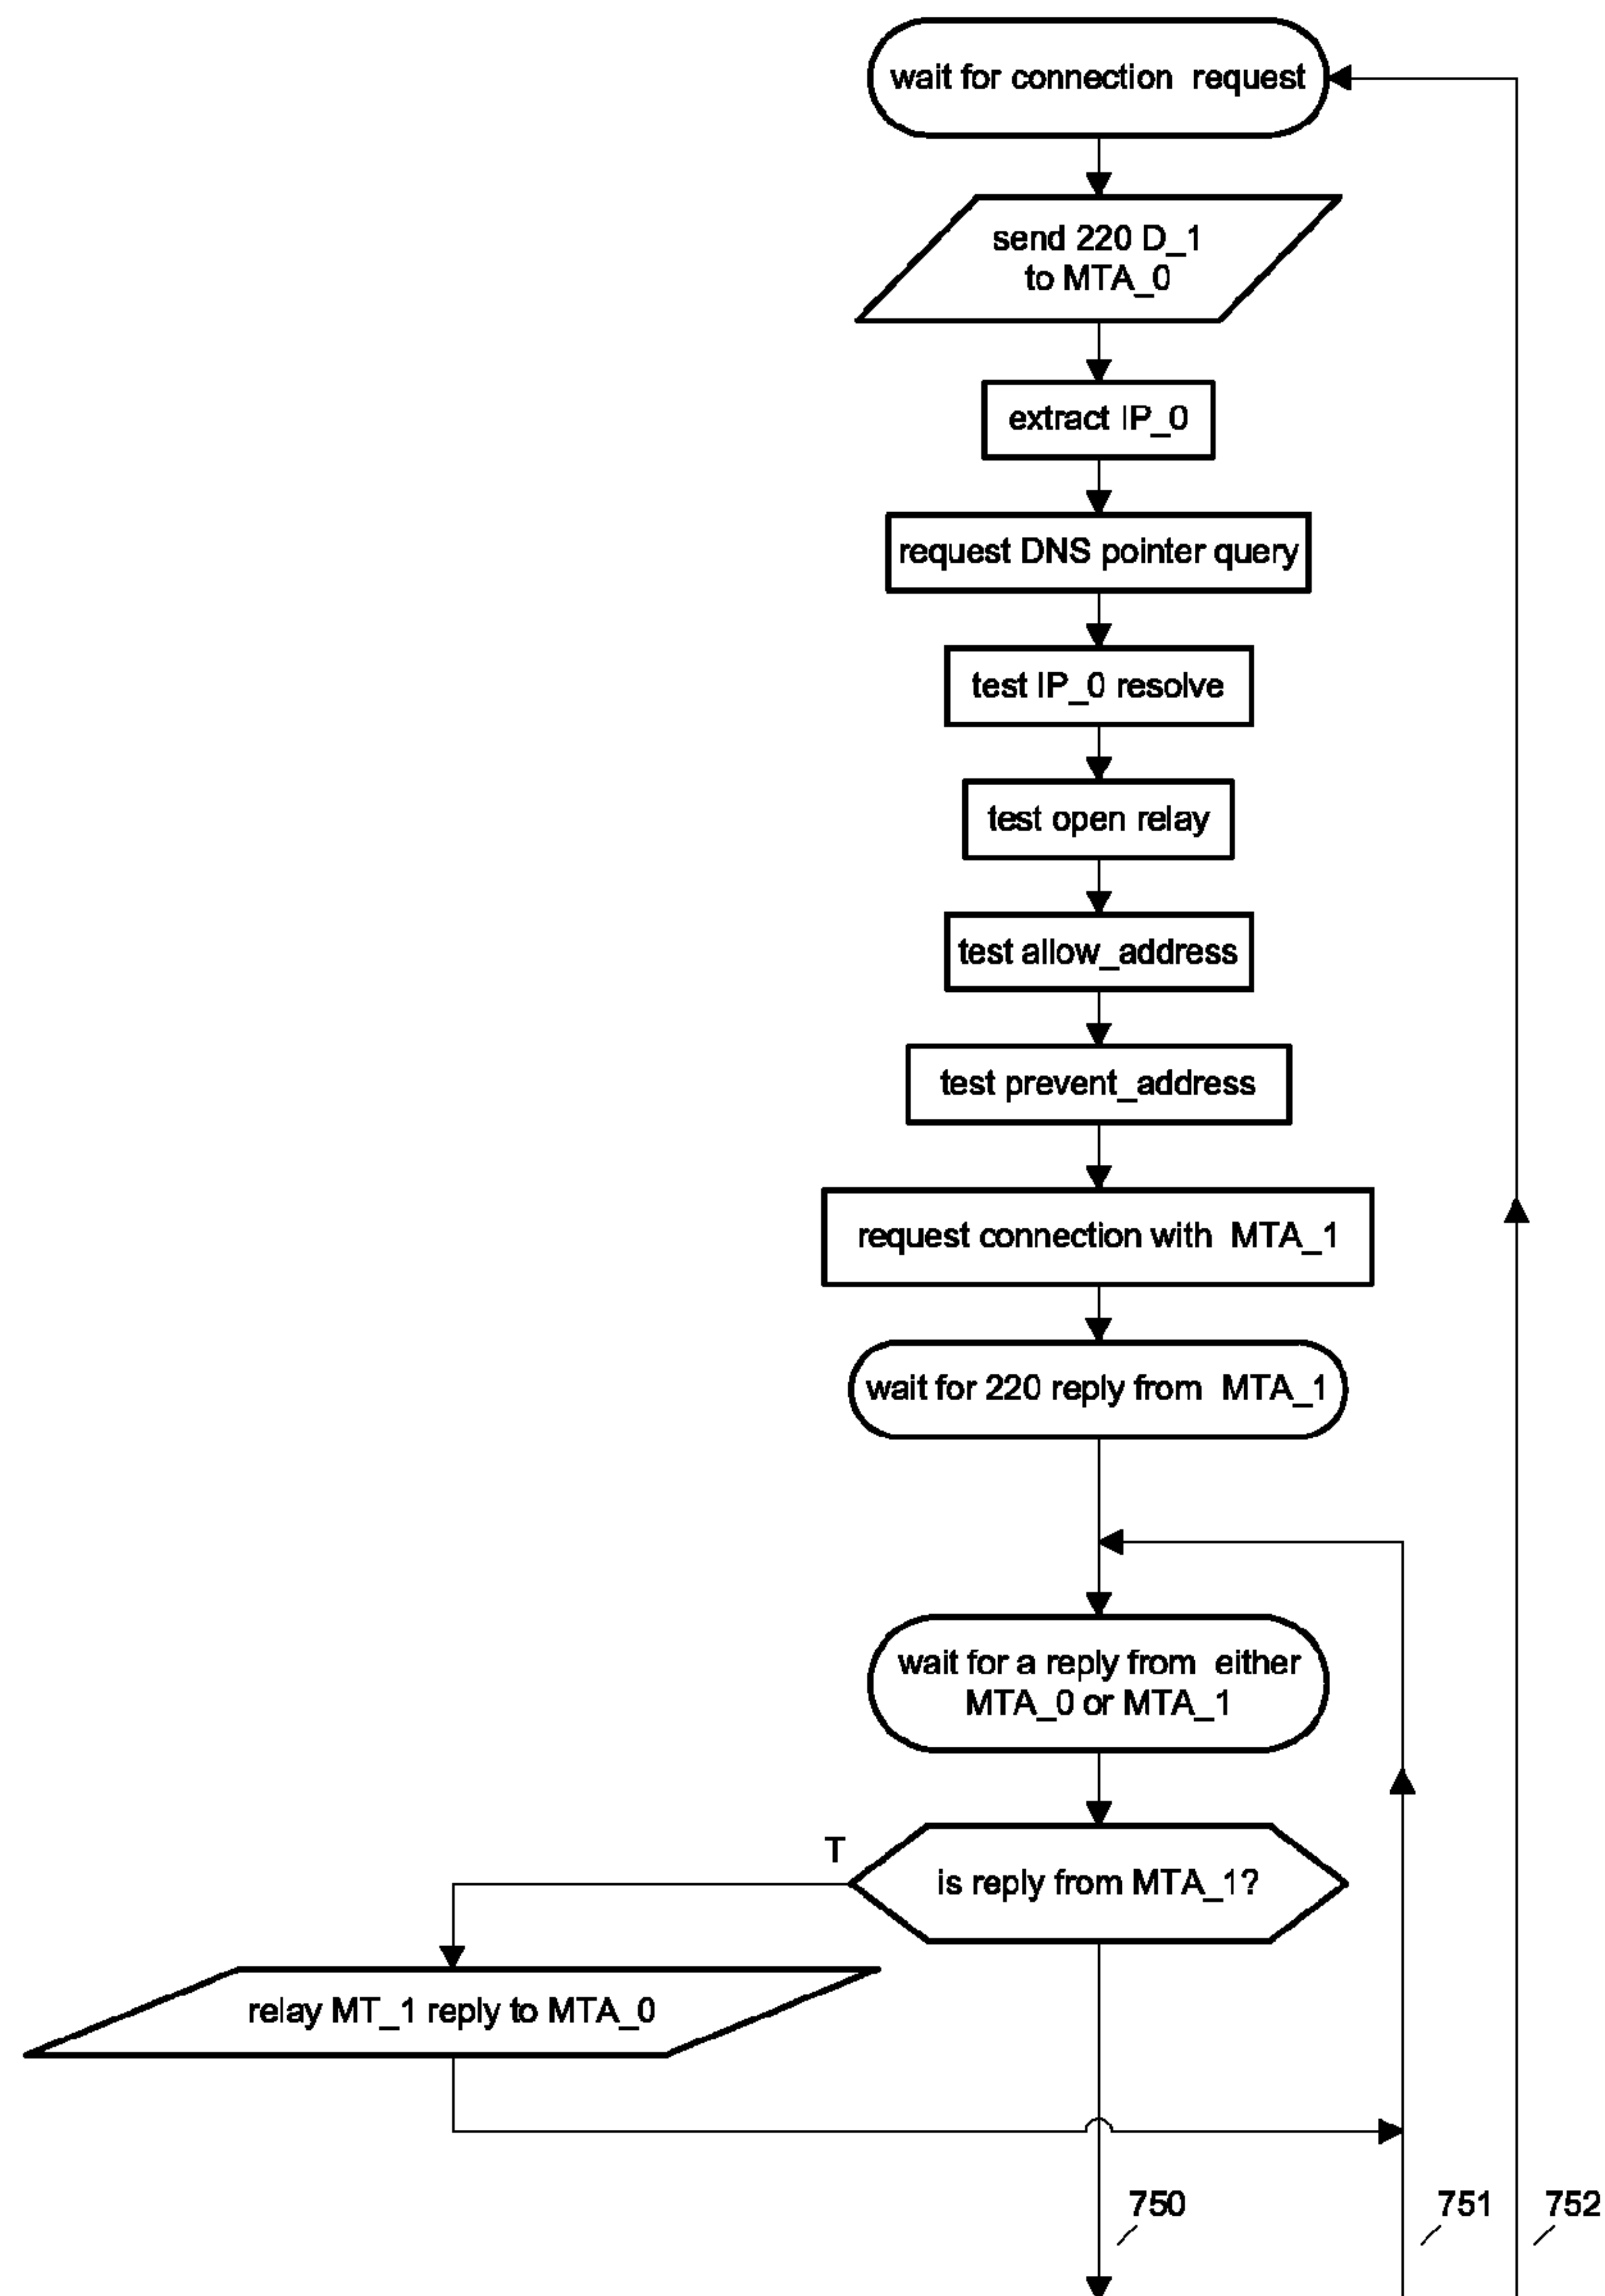 wait for connection request
send 220 D_1
to MTA_0
extract IP_0
request DNS pointer query
test IP_0 resolve
test open relay
test allow_address
test prevent_address
request connection with MTA_1
wait for 220 reply from MTA_1
wait for a reply from either
MTA_0 or MTA_1
T
is reply from MTA_1?
relay MT_1 reply to MTA_0
750
751
752